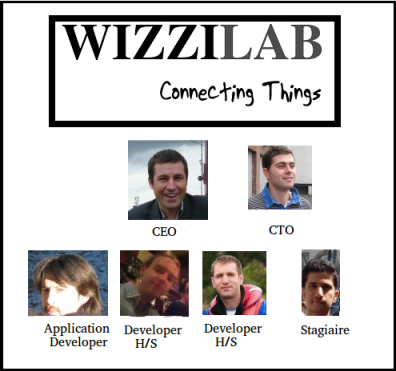 WIZZILAB
Connecting Things
CEO
CTO
Application
Developer
Developer
H/S
Developer
H/S
Stagiaire